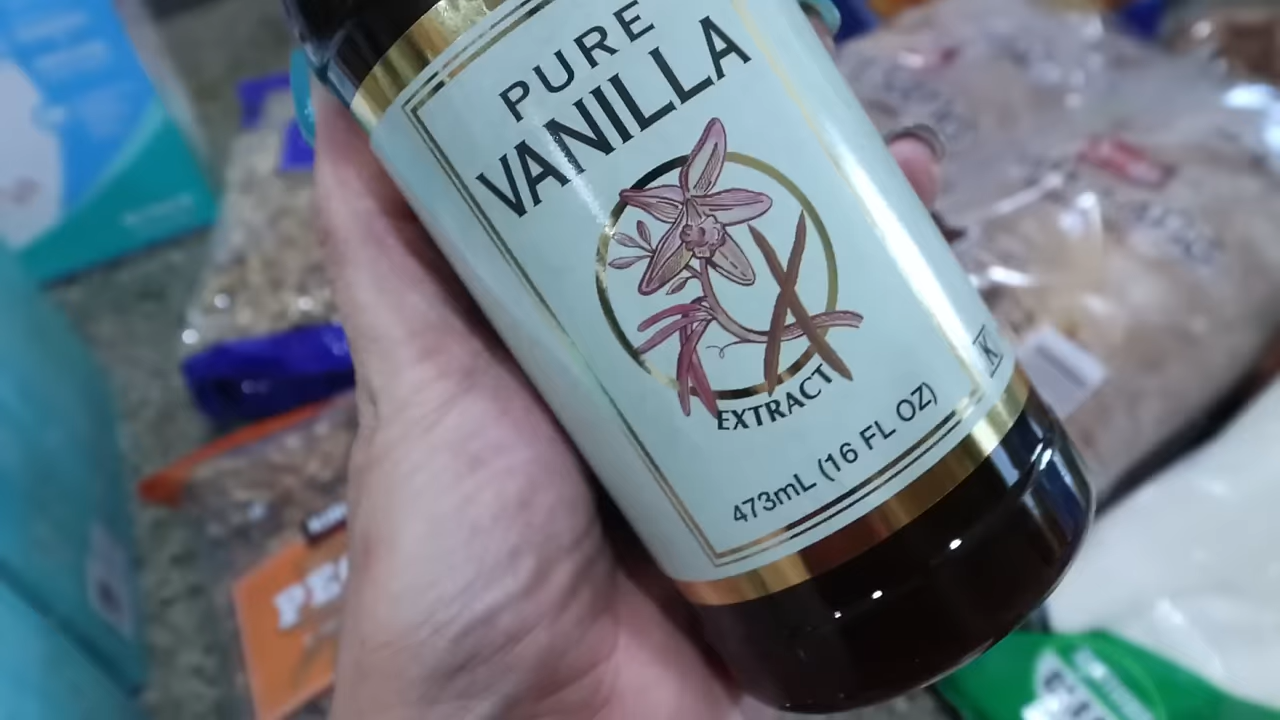 PURE
VANILLA
EXTRACT
473mL (16 FL OZ)
K